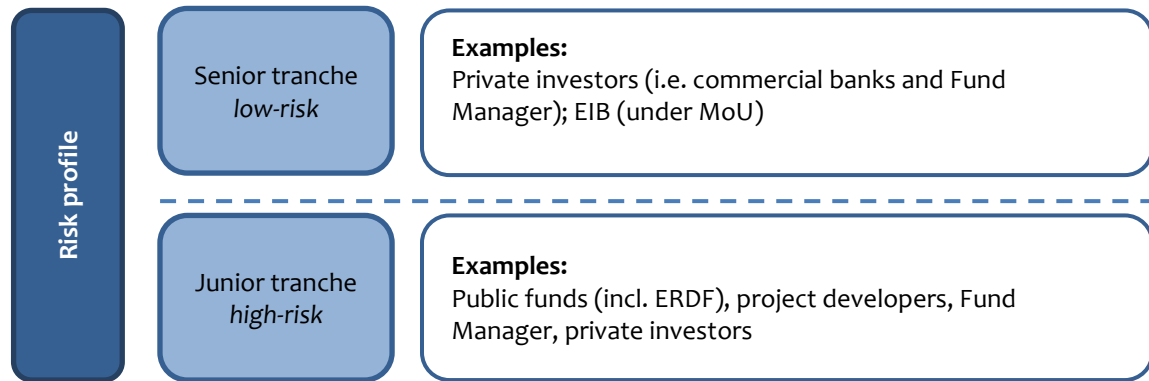 Risk profile
Senior tranche
low-risk
Examples:
Private investors (i.e. commercial banks and Fund
Manager); EIB (under MoU)
Junior tranche
high-risk
Examples:
Public funds (incl. ERDF), project developers, Fund
Manager, private investors